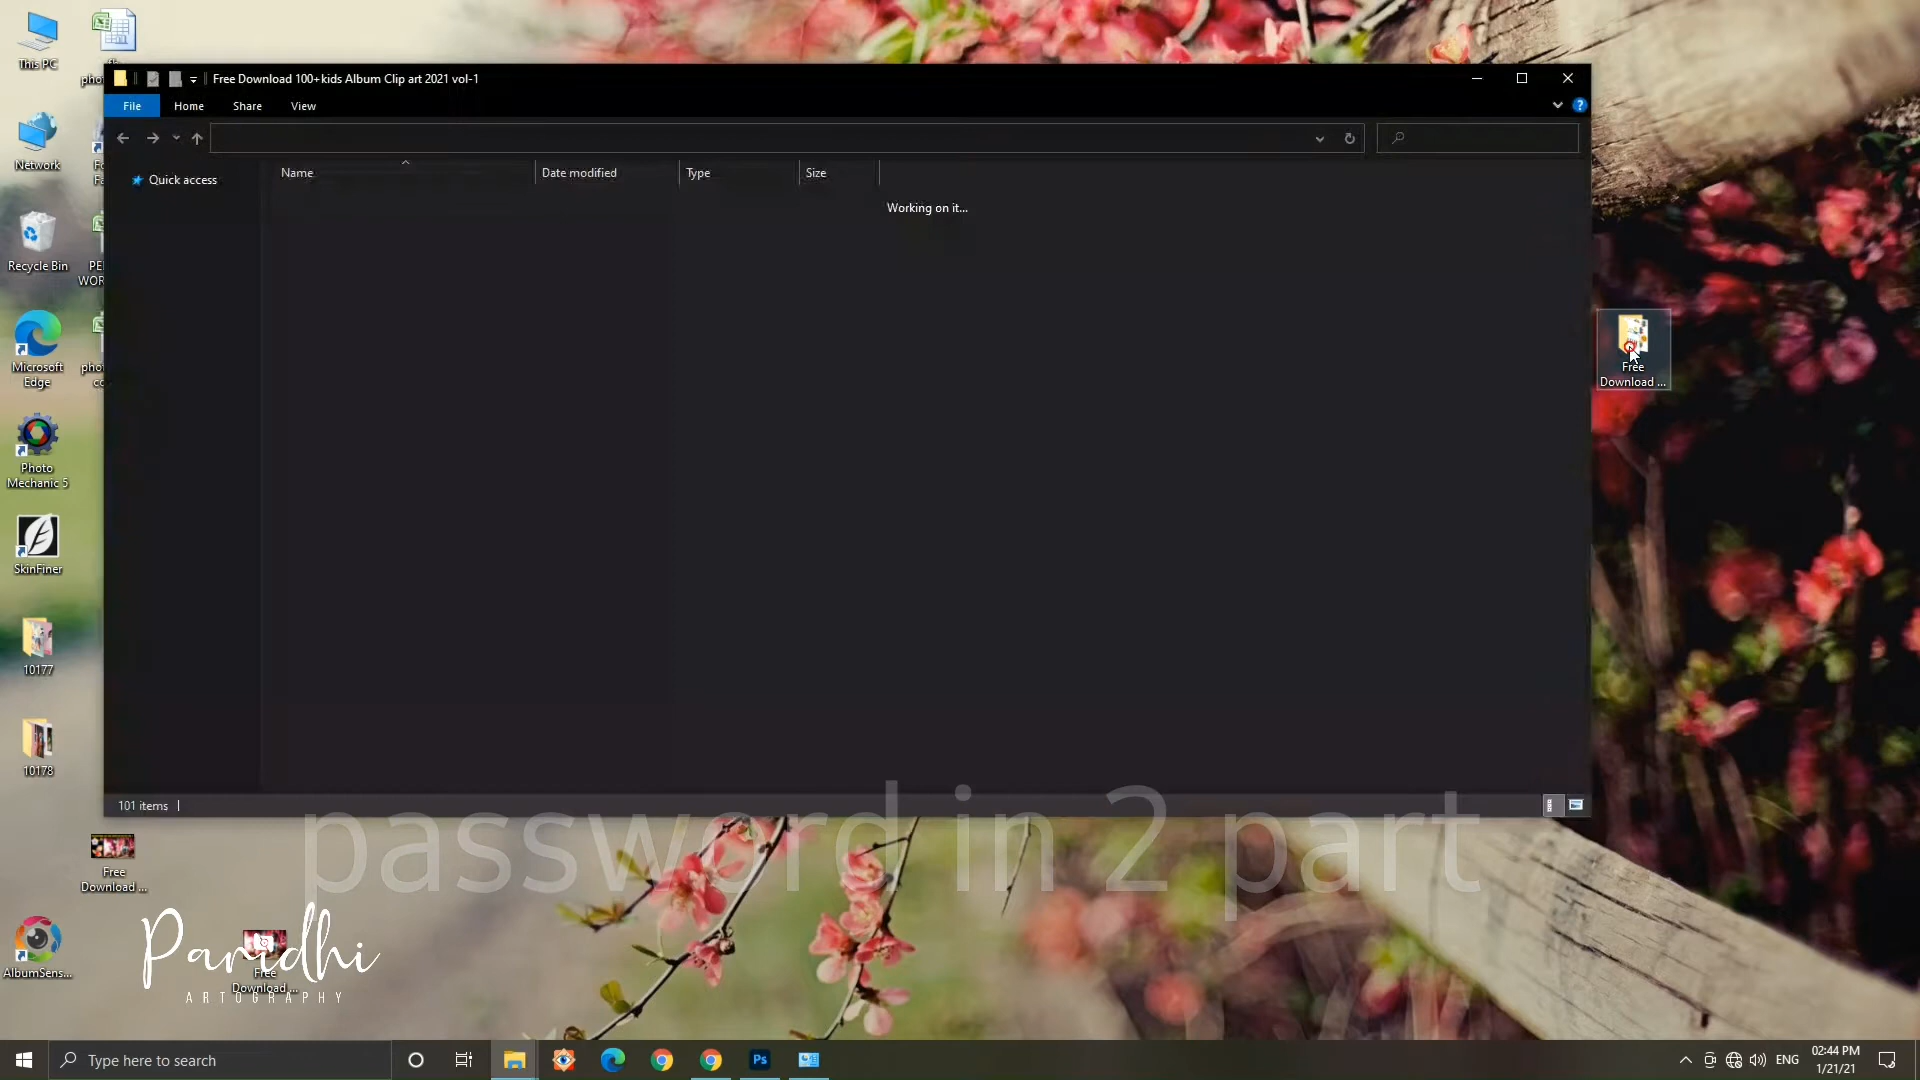 Free Download 100+kids Album Clip art 2021 vol-1
File
Home
Share
View
Quick access
Name
Date modified
Type
Size
Working on it...
101 items
This PC
Network
Recycle Bin
Microsoft
Edge
Photo
Mechanic 5
SkinFiner
10177
10178
Free
Download ...
AlbumSens...
Free
Download ...
Free
Download ...
password in 2 part
Paridhi
ARTOGRAPHY
Type here to search
Ps
ENG
02:44 PM
1/21/21